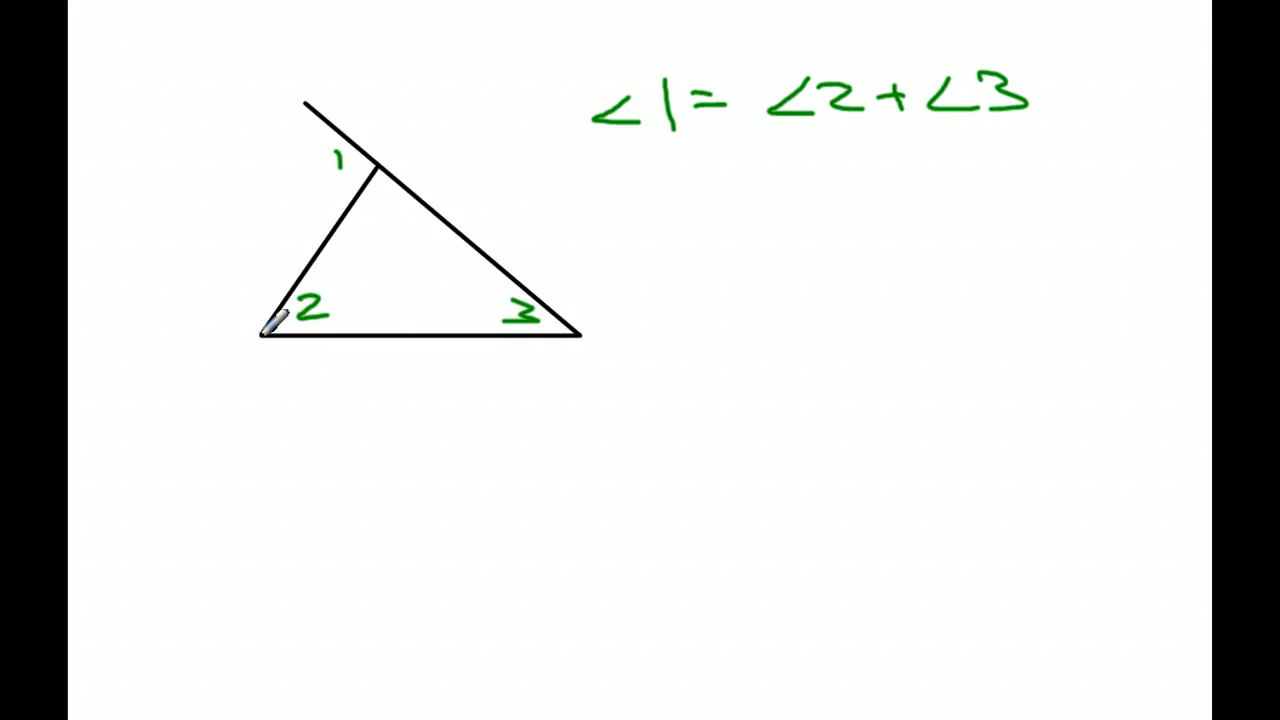 ∠1 = ∠2 + ∠3
1
2 3